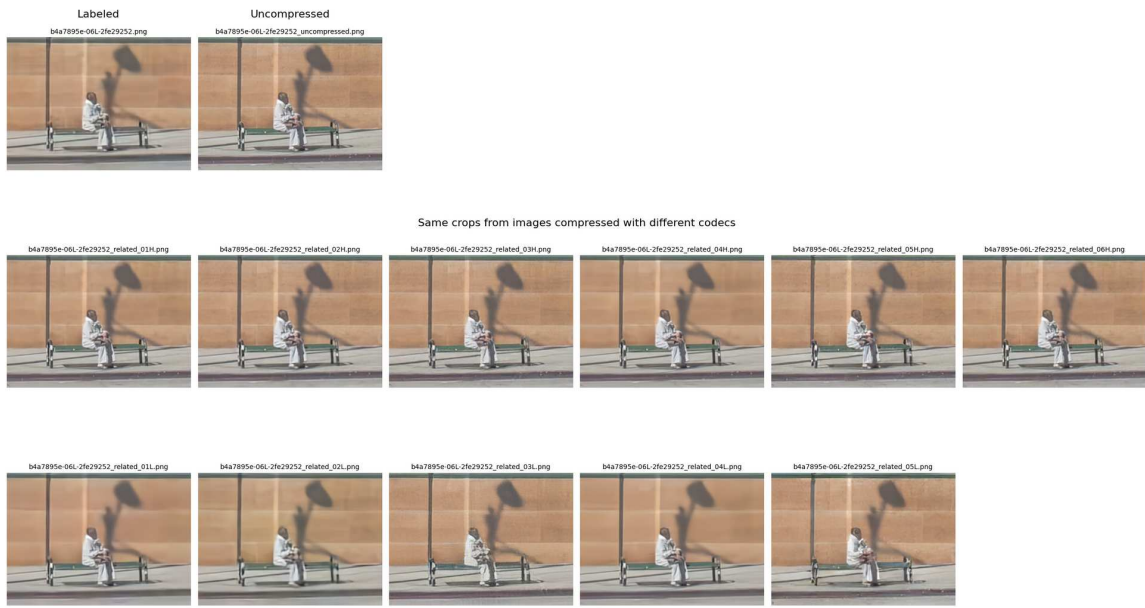 Labeled
Uncompressed
b4a7895e-06L-2fe29252.png
b4a7895e-06L-2fe29252_uncompressed.png
Same crops from images compressed with different codecs
b4a7895e-06L-2fe29252_related_01H.png
b4a7895e-06L-2fe29252_related_02H.png
b4a7895e-06L-2fe29252_related_03H.png
b4a7895e-06L-2fe29252_related_04H.png
b4a7895e-06L-2fe29252_related_05H.png
b4a7895e-06L-2fe29252_related_06H.png
b4a7895e-06L-2fe29252_related_01L.png
b4a7895e-06L-2fe29252_related_02L.png
b4a7895e-06L-2fe29252_related_03L.png
b4a7895e-06L-2fe29252_related_04L.png
b4a7895e-06L-2fe29252_related_05L.png